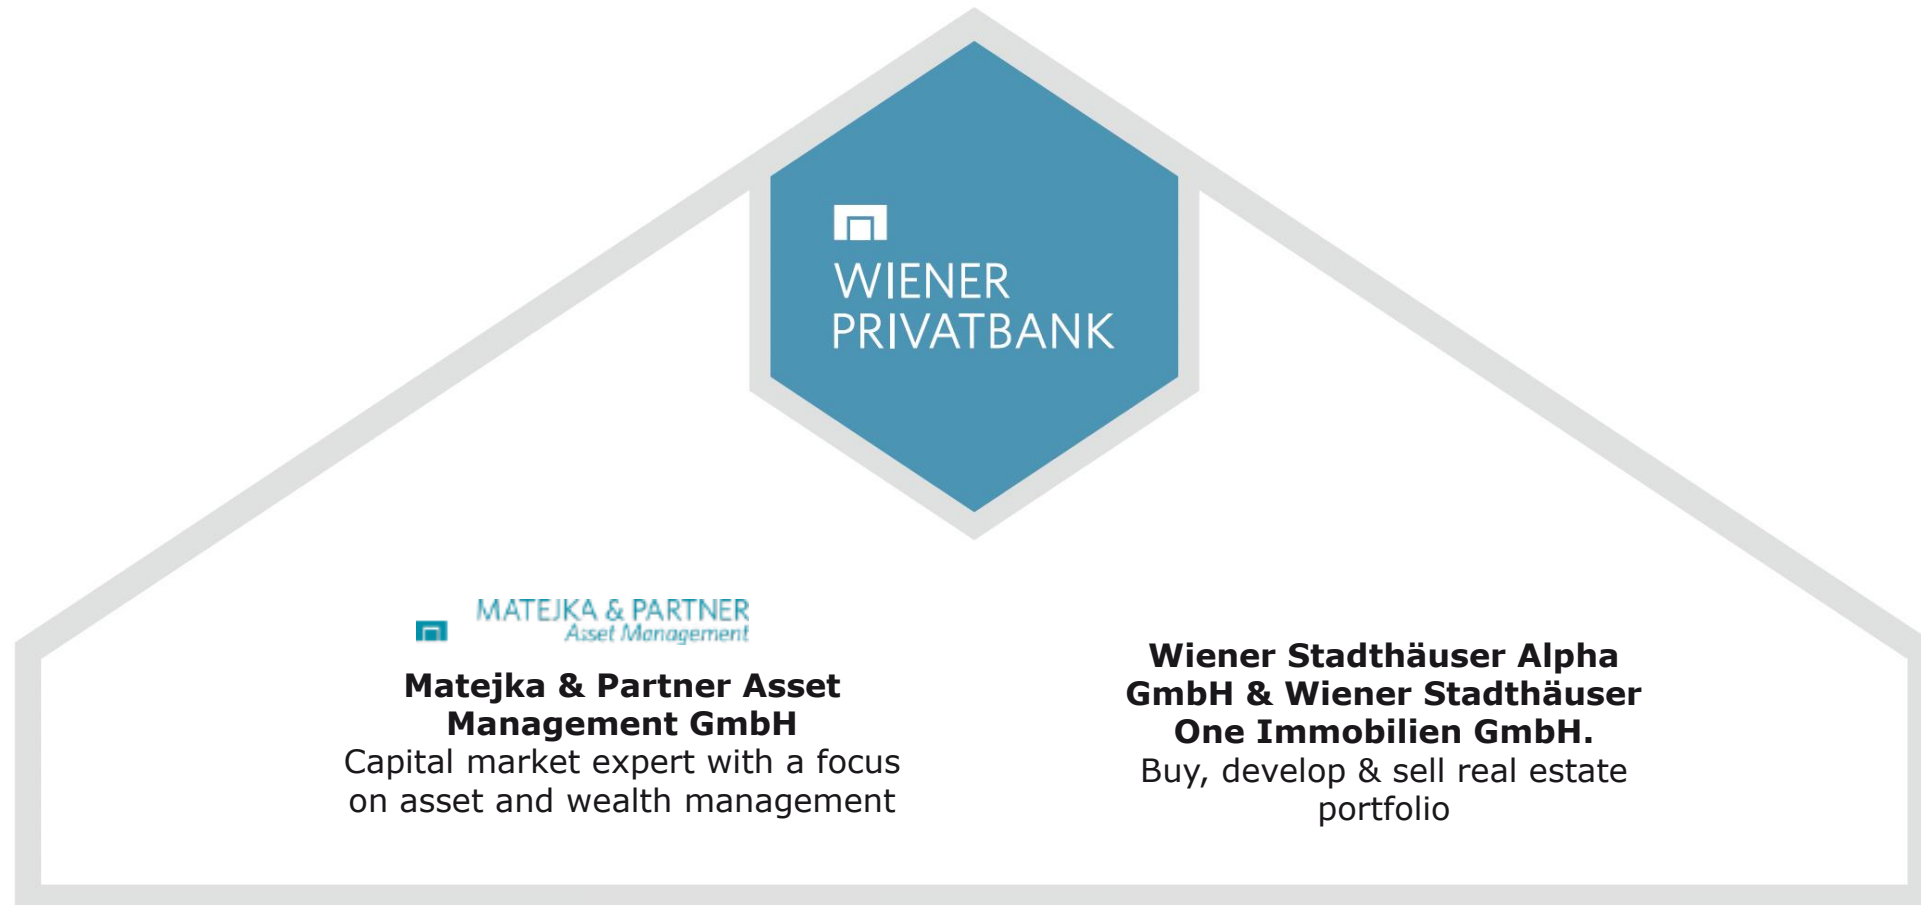 WIENER
PRIVATBANK
MATEJKA & PARTNER
Asset Management
Matejka & Partner Asset
Management GmbH
Capital market expert with a focus
on asset and wealth management
Wiener Stadthäuser Alpha
GmbH & Wiener Stadthäuser
One Immobilien GmbH.
Buy, develop & sell real estate
portfolio